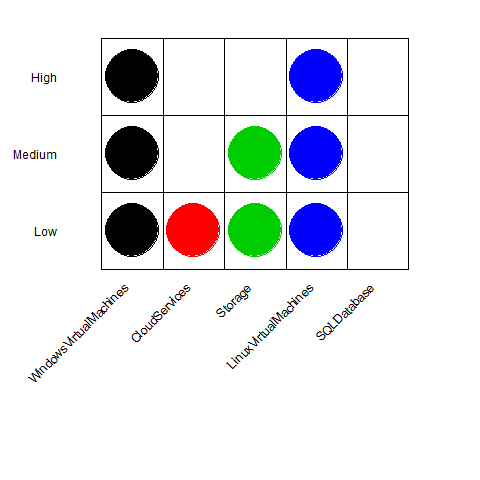 High
Medium
Low
WindowsVirtualMachines
CloudServices
Storage
LinuxVirtualMachines
SQLDatabase